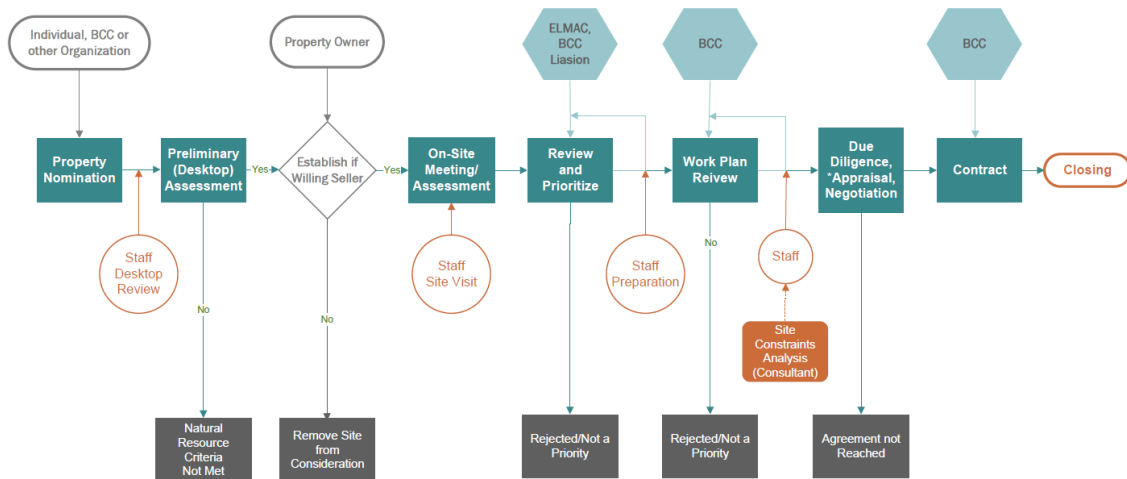 Individual, BCC or
other Organization
Property Owner
ELMAC,
BCC
Liasion
BCC
BCC
Property
Nomination
Preliminary
(Desktop)
Assessment
Yes
Establish if
Willing Seller
Yes
On-Site
Meeting/
Assessment
Review
and
Prioritize
Work Plan
Reivew
Due
Diligence,
*Appraisal,
Negotiation
Contract
Closing
Staff
Desktop
Review
Staff
Site Visit
Staff
Preparation
No
Staff
No
No
Site
Constraints
Analysis
(Consultant)
Natural
Resource
Criteria
Not Met
Remove Site
from
Consideration
Rejected/Not a
Priority
Rejected/Not a
Priority
Agreement not
Reached